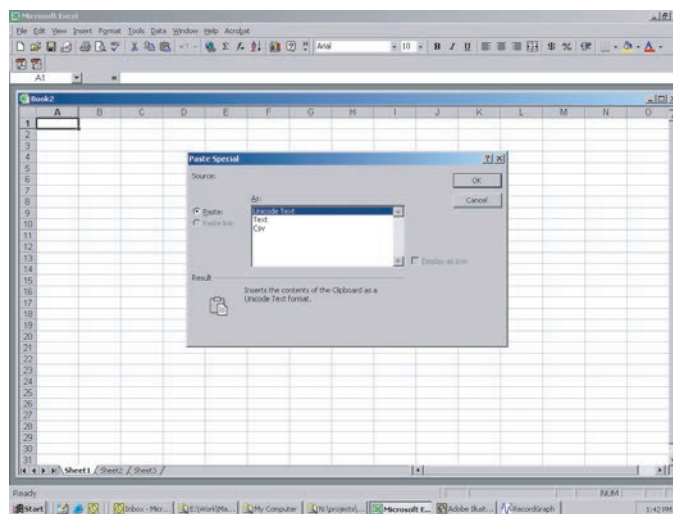 Microsoft Excel
File Edit View Insert Format Tools Data Window Help Acrobat
Arial 10 B I U $ %
A1 =
Book2
A B C D E F G H I J K L M N O
1
2
3
4
Paste Special
5
Source:
6
OK
7
As:
Cancel
8
Paste:
Unicode Text
9
Paste link:
Text
10
Csv
11
12
Display as icon
13
14
Result
15
Inserts the contents of the Clipboard as a
16
Unicode Text format.
17
18
19
20
21
22
23
24
25
26
27
28
29
30
31
Sheet1 Sheet2 Sheet3
Ready NUM
Start Inbox - Micr... E:\Work\Ma... My Computer N:\projects\... Microsoft E... Adobe Illust... RecordGraph 1:42 PM